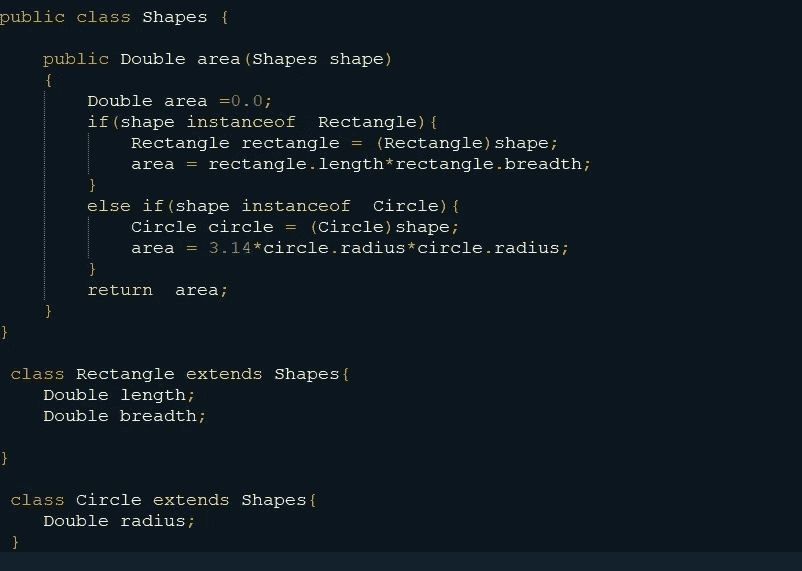 public class Shapes {
public Double area(Shapes shape)
{
Double area =0.0;
if(shape instanceof  Rectangle){
Rectangle rectangle = (Rectangle)shape;
area = rectangle.length*rectangle.breadth;
}
else if(shape instanceof  Circle){
Circle circle = (Circle)shape;
area = 3.14*circle.radius*circle.radius;
}
return  area;
}
}
class Rectangle extends Shapes{
Double length;
Double breadth;
}
class Circle extends Shapes{
Double radius;
}